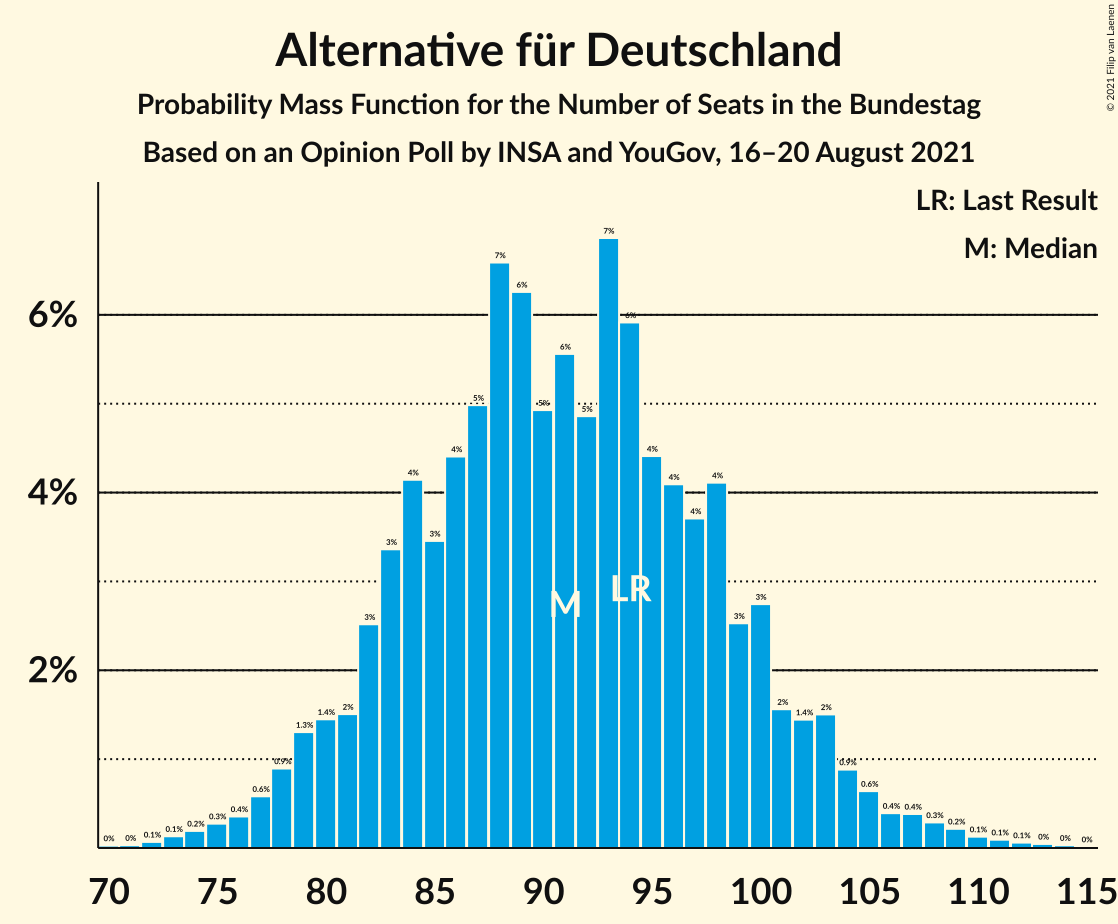 Alternative für Deutschland
Probability Mass Function for the Number of Seats in the Bundestag
Based on an Opinion Poll by INSA and YouGov, 16–20 August 2021
© 2021 Filip van Laenen
LR: Last Result
M: Median
6%
4%
2%
0% 0% 0.1% 0.1% 0.2% 0.3% 0.4% 0.6% 0.9% 1.3% 1.4% 2% 3% 3% 4% 3% 4% 5% 7% 6% 5% 6% 5% 7% 6% 4% 4% 4% 4% 3% 3% 2% 1.4% 2% 0.9% 0.6% 0.4% 0.4% 0.3% 0.2% 0.1% 0.1% 0.1% 0% 0% 0%
M LR
70 75 80 85 90 95 100 105 110 115